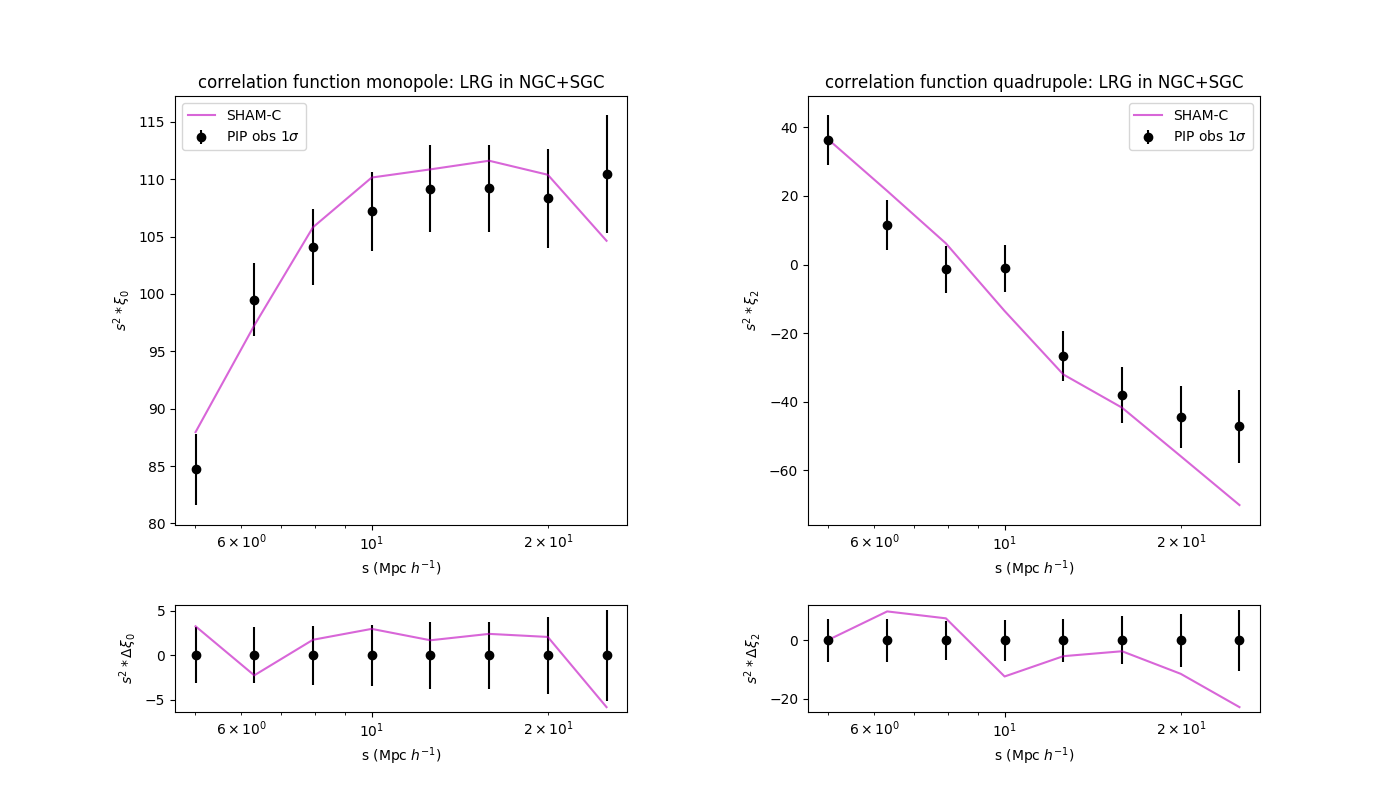 correlation function monopole: LRG in NGC+SGC
SHAM-C
PIP obs 1σ
115
110
105
100
95
90
85
80
s² * ξ₀
6 × 10⁰
10¹
2 × 10¹
s (Mpc h⁻¹)
correlation function quadrupole: LRG in NGC+SGC
SHAM-C
PIP obs 1σ
40
20
0
−20
−40
−60
s² * ξ₂
6 × 10⁰
10¹
2 × 10¹
s (Mpc h⁻¹)
5
0
−5
s² * Δξ₀
6 × 10⁰
10¹
2 × 10¹
s (Mpc h⁻¹)
0
−20
s² * Δξ₂
6 × 10⁰
10¹
2 × 10¹
s (Mpc h⁻¹)